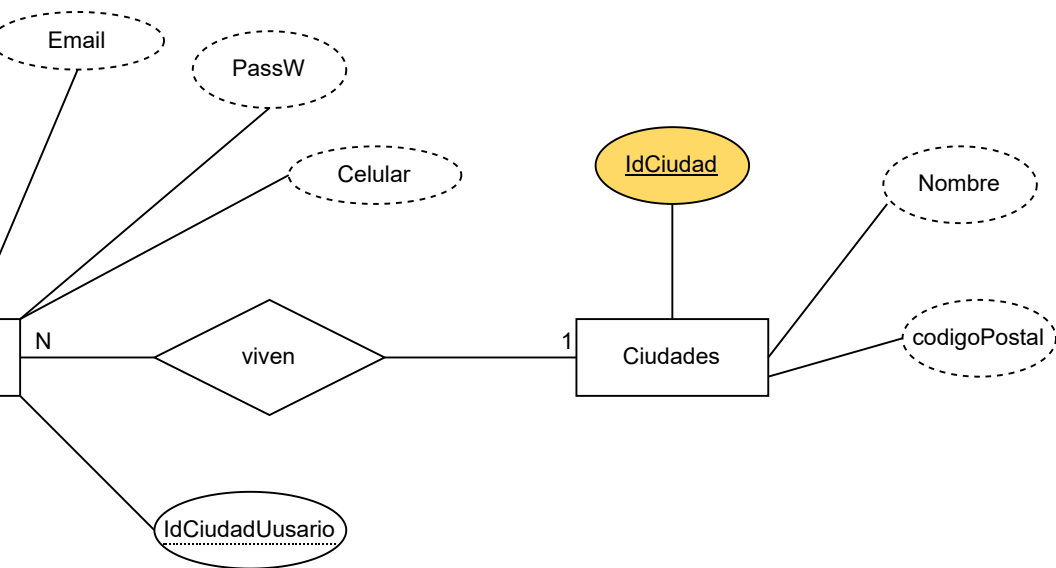 Email
PassW
Celular
IdCiudad
Nombre
N
viven
1
Ciudades
codigoPostal
IdCiudadUusario